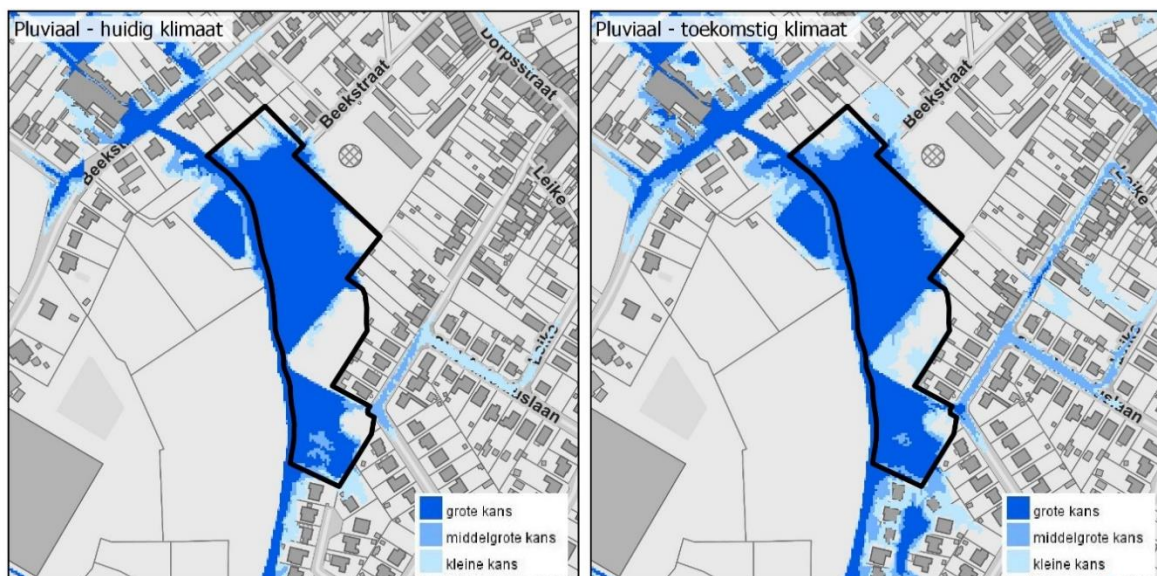 Pluviaal - huidig klimaat
Dorpsstraat
Beekstraat
Leike
grote kans
middelgrote kans
kleine kans
Pluviaal - toekomstig klimaat
Beekstraat
Leike
grote kans
middelgrote kans
kleine kans